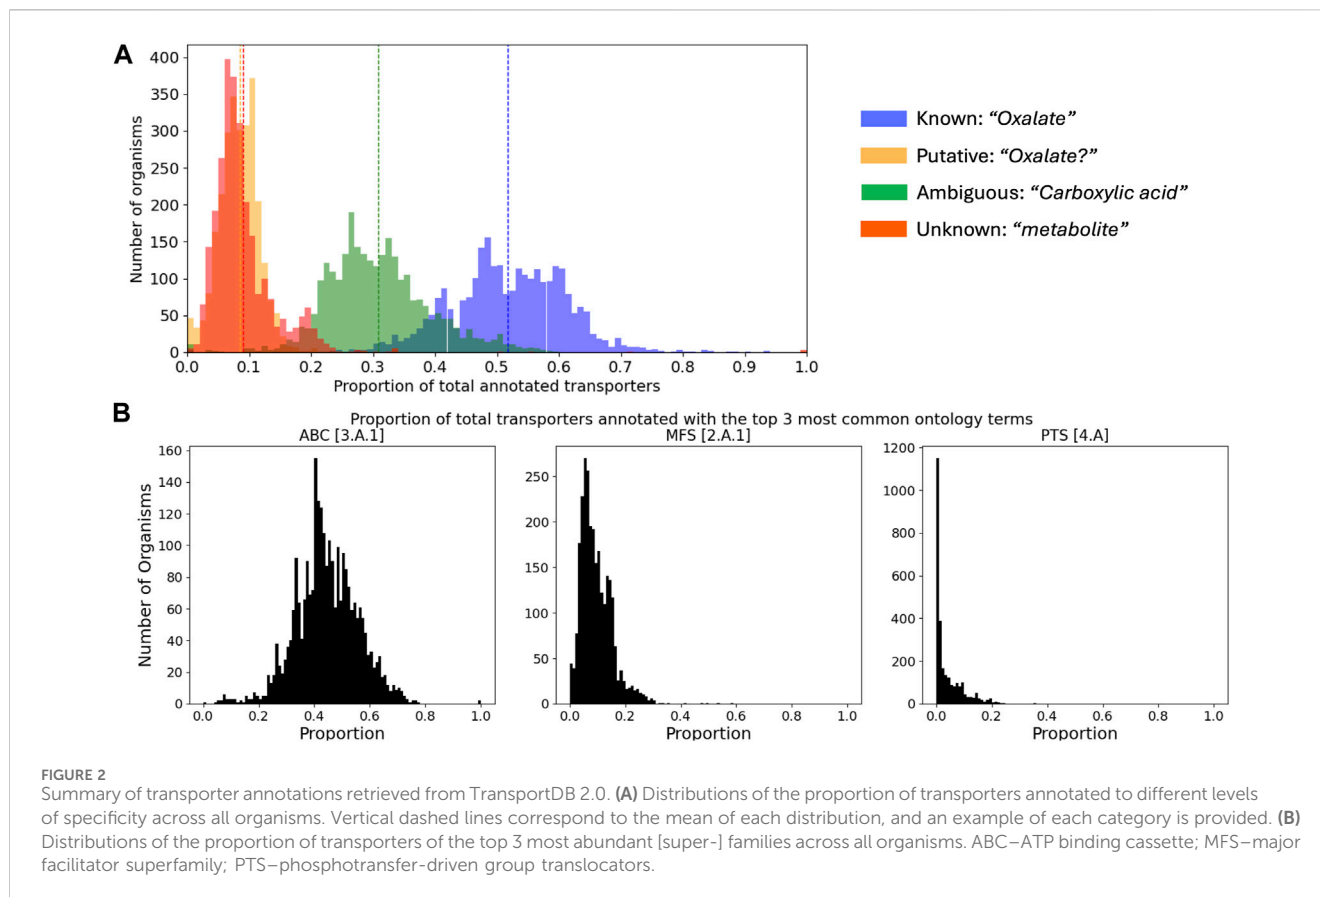 A
400
350
300
250
200
150
100
50
0
Number of organisms
0.0 0.1 0.2 0.3 0.4 0.5 0.6 0.7 0.8 0.9 1.0
Proportion of total annotated transporters
Known: “Oxalate”
Putative: “Oxalate?”
Ambiguous: “Carboxylic acid”
Unknown: “metabolite”
B
Proportion of total transporters annotated with the top 3 most common ontology terms
ABC [3.A.1]
160
140
120
100
80
60
40
20
0
Number of Organisms
0.0 0.2 0.4 0.6 0.8 1.0
Proportion
MFS [2.A.1]
250
200
150
100
50
0
0.0 0.2 0.4 0.6 0.8 1.0
Proportion
PTS [4.A]
1200
1000
800
600
400
200
0
0.0 0.2 0.4 0.6 0.8 1.0
Proportion
FIGURE 2
Summary of transporter annotations retrieved from TransportDB 2.0. (A) Distributions of the proportion of transporters annotated to different levels
of specificity across all organisms. Vertical dashed lines correspond to the mean of each distribution, and an example of each category is provided. (B)
Distributions of the proportion of transporters of the top 3 most abundant [super-] families across all organisms. ABC–ATP binding cassette; MFS–major
facilitator superfamily; PTS–phosphotransfer-driven group translocators.